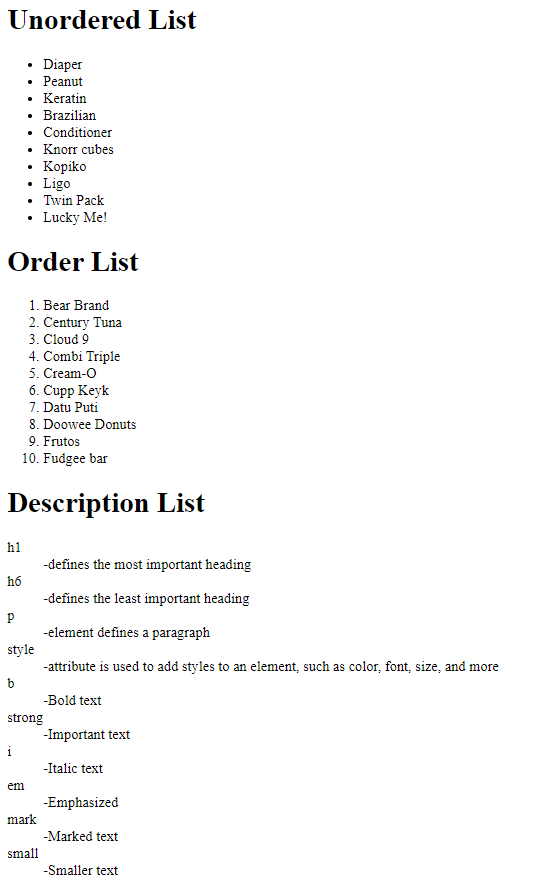 Unordered List
• Diaper
• Peanut
• Keratin
• Brazilian
• Conditioner
• Knorr cubes
• Kopiko
• Ligo
• Twin Pack
• Lucky Me!
Order List
1. Bear Brand
2. Century Tuna
3. Cloud 9
4. Combi Triple
5. Cream-O
6. Cupp Keyk
7. Datu Puti
8. Doowee Donuts
9. Frutos
10. Fudgee bar
Description List
h1
-defines the most important heading
h6
-defines the least important heading
p
-element defines a paragraph
style
-attribute is used to add styles to an element, such as color, font, size, and more
b
-Bold text
strong
-Important text
i
-Italic text
em
-Emphasized
mark
-Marked text
small
-Smaller text